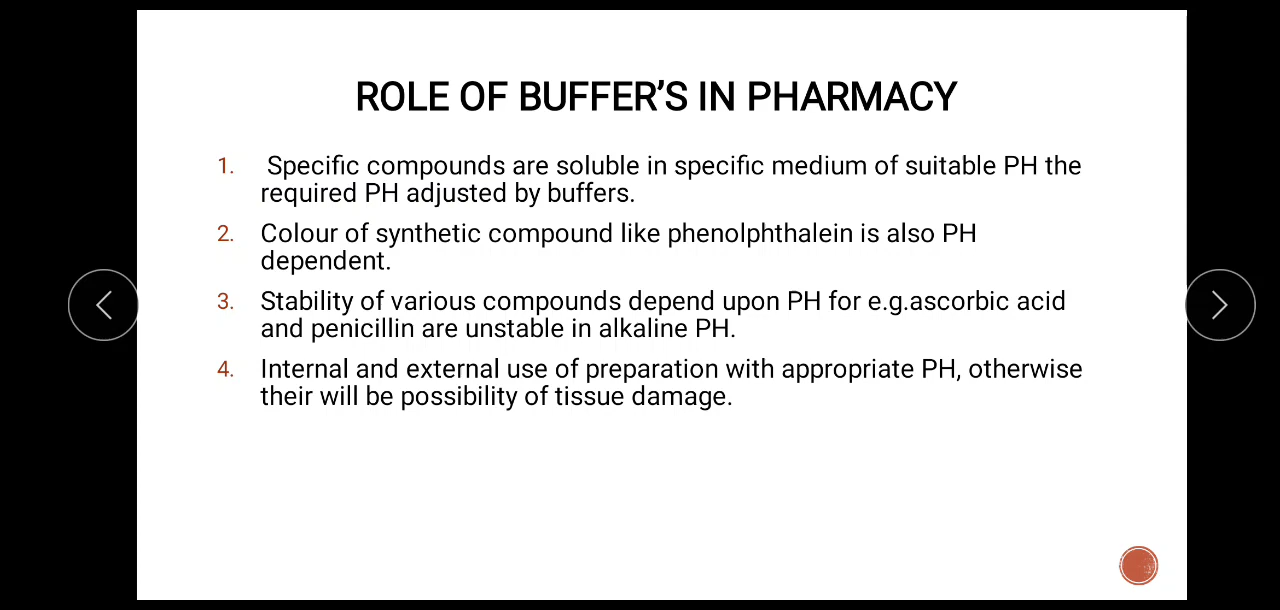 ROLE OF BUFFER’S IN PHARMACY
1. Specific compounds are soluble in specific medium of suitable PH the
required PH adjusted by buffers.
2. Colour of synthetic compound like phenolphthalein is also PH
dependent.
3. Stability of various compounds depend upon PH for e.g.ascorbic acid
and penicillin are unstable in alkaline PH.
4. Internal and external use of preparation with appropriate PH, otherwise
their will be possibility of tissue damage.